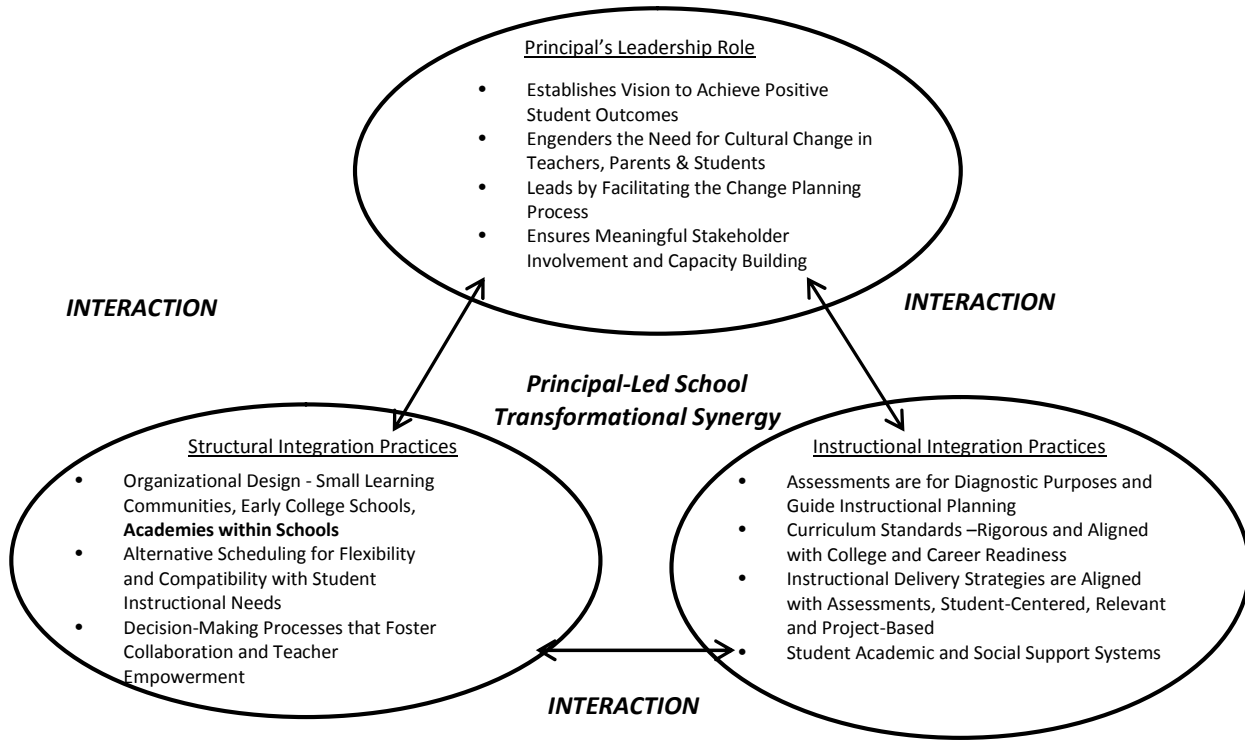 Principal's Leadership Role
• Establishes Vision to Achieve Positive
Student Outcomes
• Engenders the Need for Cultural Change in
Teachers, Parents & Students
• Leads by Facilitating the Change Planning
Process
• Ensures Meaningful Stakeholder
Involvement and Capacity Building
INTERACTION
INTERACTION
Principal-Led School
Transformational Synergy
Structural Integration Practices
• Organizational Design - Small Learning
Communities, Early College Schools,
Academies within Schools
• Alternative Scheduling for Flexibility
and Compatibility with Student
Instructional Needs
• Decision-Making Processes that Foster
Collaboration and Teacher
Empowerment
Instructional Integration Practices
• Assessments are for Diagnostic Purposes and
Guide Instructional Planning
• Curriculum Standards –Rigorous and Aligned
with College and Career Readiness
• Instructional Delivery Strategies are Aligned
with Assessments, Student-Centered, Relevant
and Project-Based
• Student Academic and Social Support Systems
INTERACTION